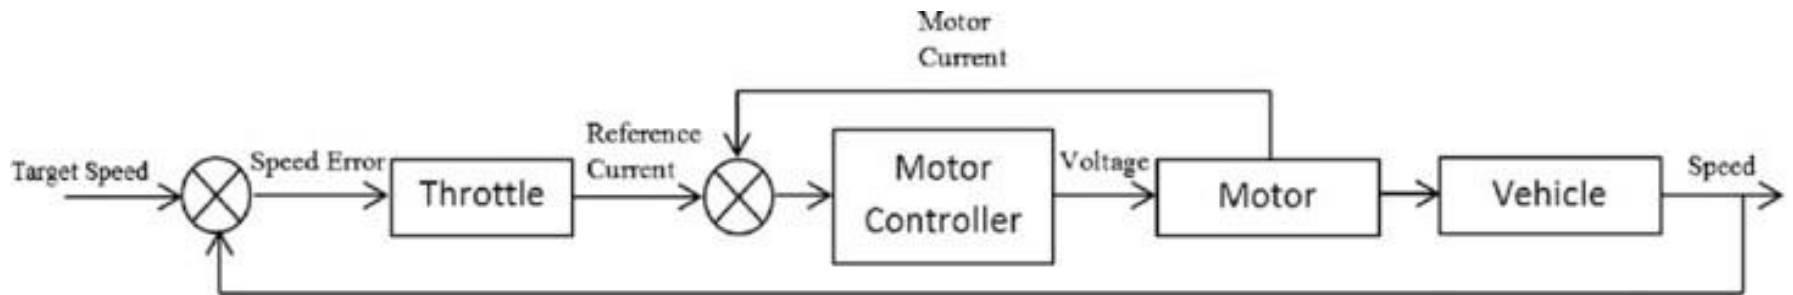 Motor
Current
Target Speed
Speed Error
Throttle
Reference
Current
Motor
Controller
Voltage
Motor
Vehicle
Speed